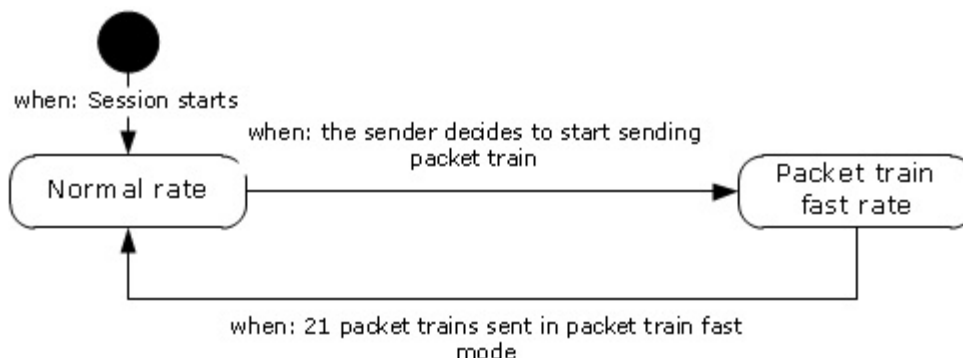 when: Session starts
when: the sender decides to start sending
packet train
Normal rate
Packet train
fast rate
when: 21 packet trains sent in packet train fast
mode